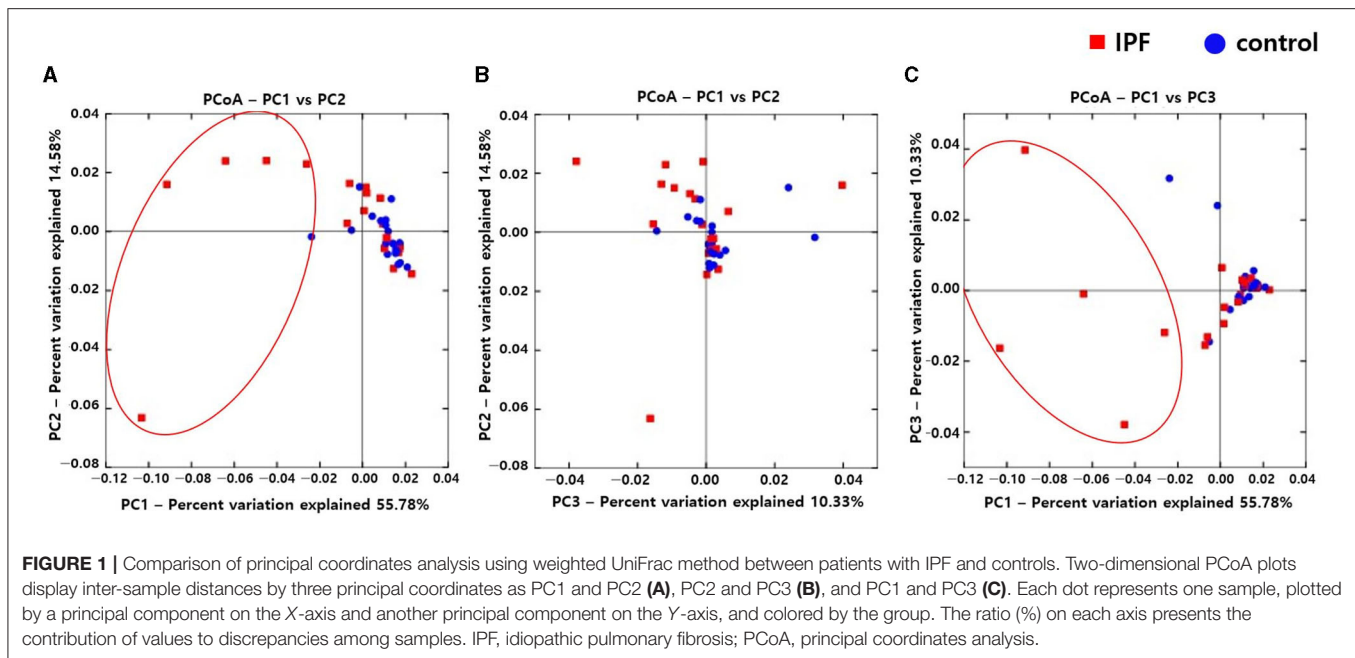 IPF control
A B C
PCoA – PC1 vs PC2 PCoA – PC1 vs PC2 PCoA – PC1 vs PC3
PC2 – Percent variation explained 14.58%
0.04
0.02
0.00
-0.02
-0.04
-0.06
−0.08
−0.12 −0.10 −0.08 −0.06 −0.04 −0.02 0.00 0.02 0.04
PC1 – Percent variation explained 55.78%
PC2 – Percent variation explained 14.58%
0.04
0.02
0.00
-0.02
-0.04
-0.06
−0.08
−0.04 −0.02 0.00 0.02 0.04
PC3 – Percent variation explained 10.33%
PC3 – Percent variation explained 10.33%
0.04
0.04
0.02
0.00
-0.02
-0.04
−0.12 −0.10 −0.08 −0.06 −0.04 −0.02 0.00 0.02 0.04
PC1 – Percent variation explained 55.78%
FIGURE 1 | Comparison of principal coordinates analysis using weighted UniFrac method between patients with IPF and controls. Two-dimensional PCoA plots
display inter-sample distances by three principal coordinates as PC1 and PC2 (A), PC2 and PC3 (B), and PC1 and PC3 (C). Each dot represents one sample, plotted
by a principal component on the X-axis and another principal component on the Y-axis, and colored by the group. The ratio (%) on each axis presents the
contribution of values to discrepancies among samples. IPF, idiopathic pulmonary fibrosis; PCoA, principal coordinates analysis.